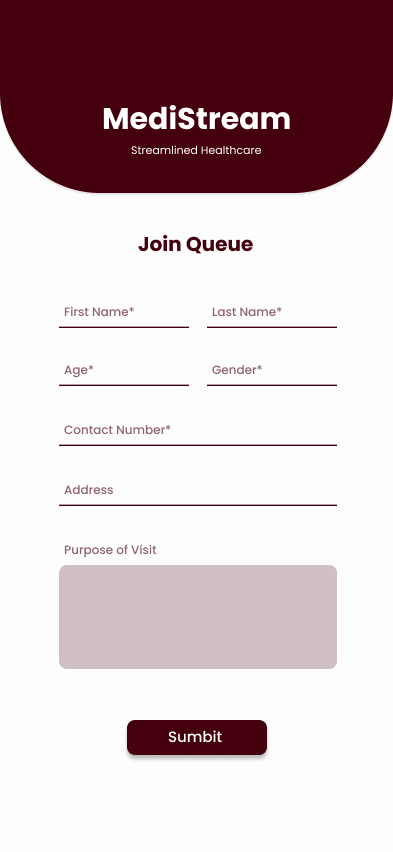 MediStream
Streamlined Healthcare
Join Queue
First Name* Last Name*
Age* Gender*
Contact Number*
Address
Purpose of Visit
Sumbit